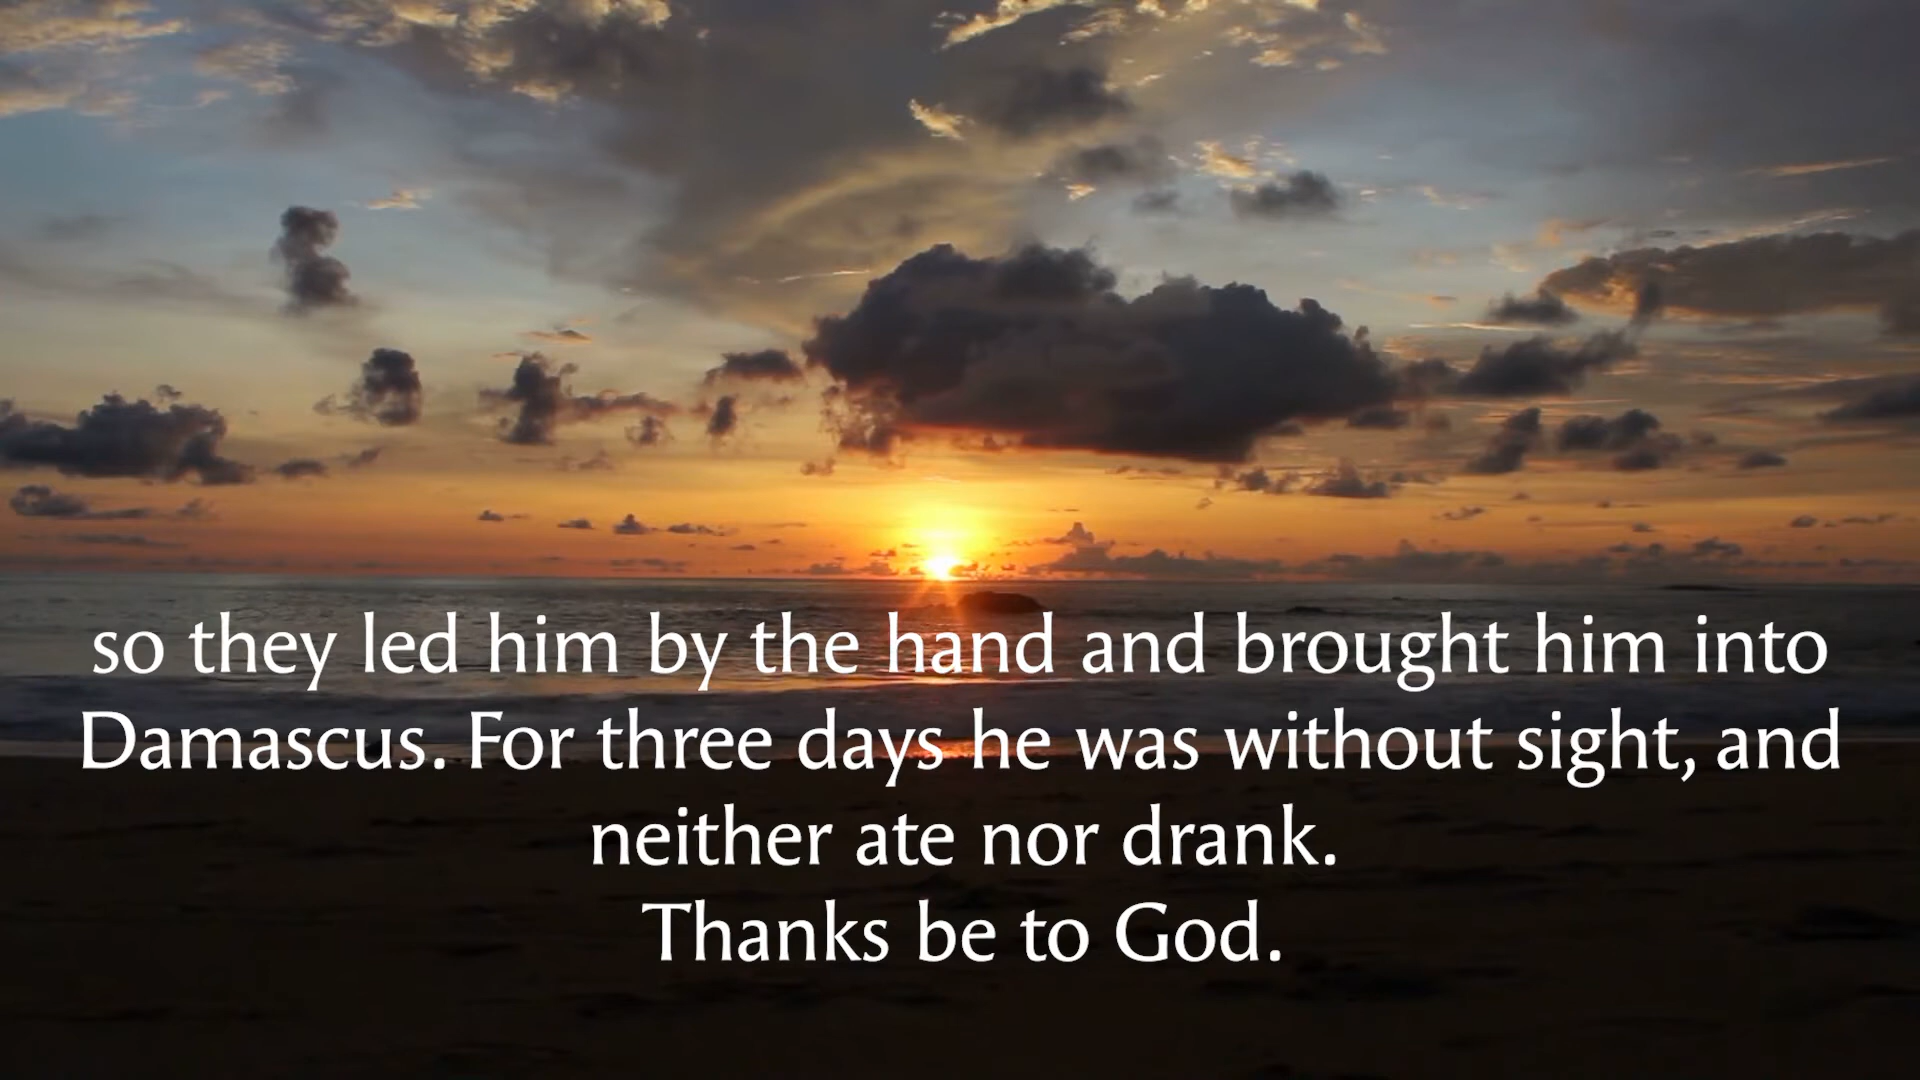 so they led him by the hand and brought him into
Damascus. For three days he was without sight, and
neither ate nor drank.
Thanks be to God.